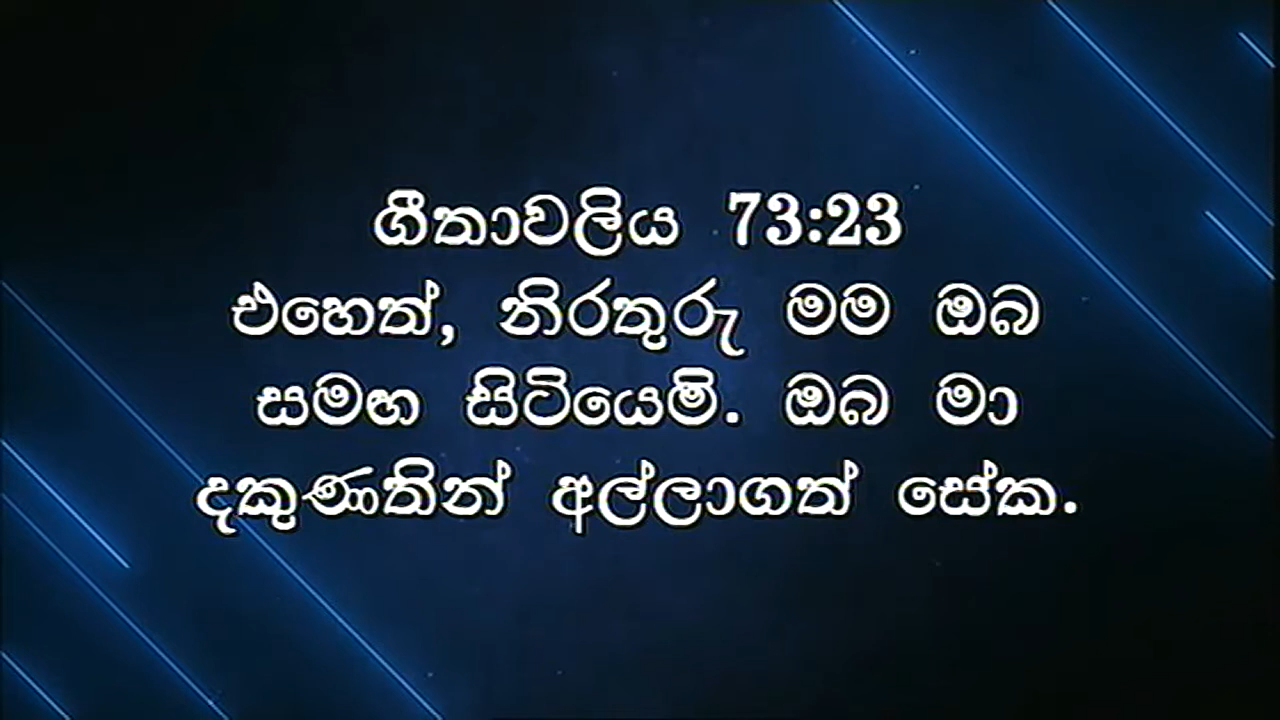 ගීතාවලිය 73:23
එහෙත්, නිරතුරු මම ඔබ
සමඟ සිටියෙමි. ඔබ මා
දකුණතින් අල්ලාගත් සේක.